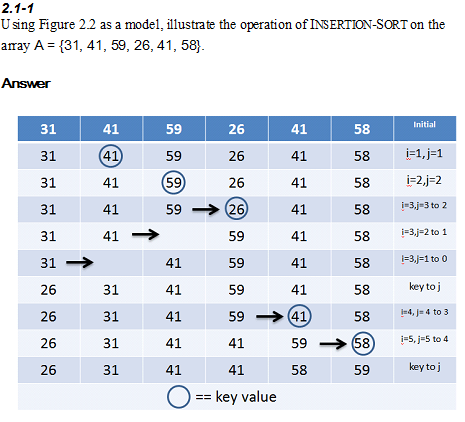 2.1-1
Using Figure 2.2 as a model, illustrate the operation of INSERTION-SORT on the
array A = {31, 41, 59, 26, 41, 58}.
Answer
31 41 59 26 41 58 Initial
31 41 59 26 41 58 i=1,j=1
31 41 59 26 41 58 i=2,j=2
31 41 59 → 26 41 58 i=3,j=3 to 2
31 41 → 59 41 58 i=3,j=2 to 1
31 → 41 59 41 58 i=3,j=1 to 0
26 31 41 59 41 58 key to j
26 31 41 59 → 41 58 i=4, j= 4 to 3
26 31 41 41 59 → 58 i=5, j=5 to 4
26 31 41 41 58 59 key to j
== key value